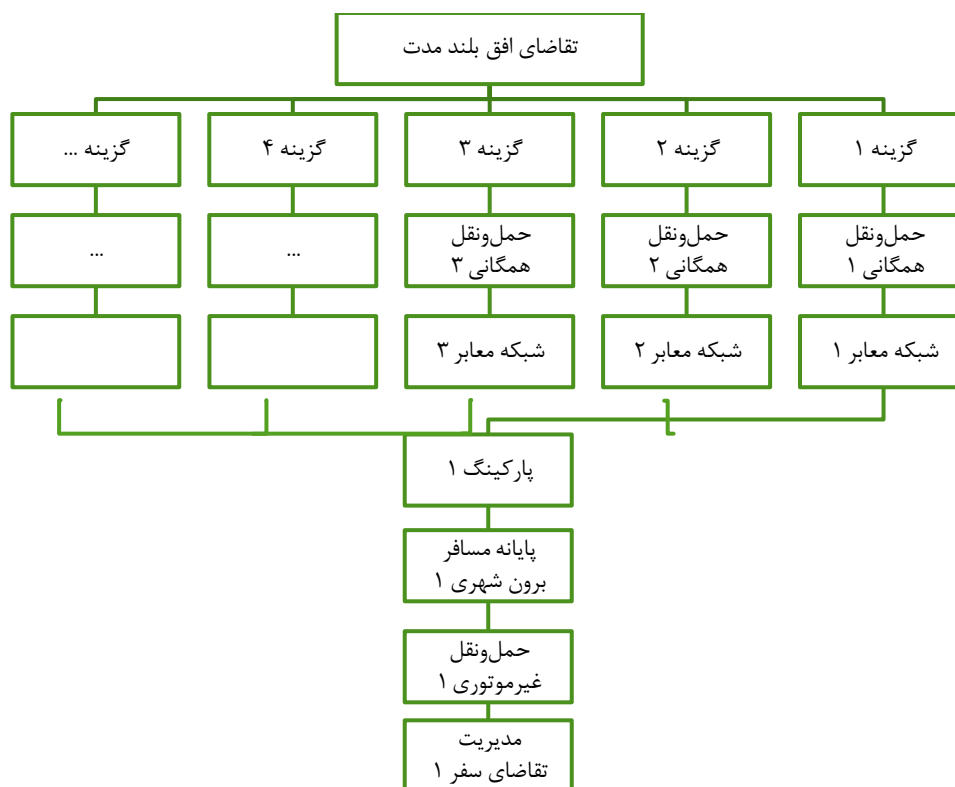 تقاضای افق بلند مدت
گزینه ۱
گزینه ۲
گزینه ۳
گزینه ۴
گزینه ...
حمل‌ونقل
همگانی ۱
حمل‌ونقل
همگانی ۲
حمل‌ونقل
همگانی ۳
...
...
شبکه معابر ۱
شبکه معابر ۲
شبکه معابر ۳
پارکینگ ۱
پایانه مسافر
برون شهری ۱
حمل‌ونقل
غیرموتوری ۱
مدیریت
تقاضای سفر ۱